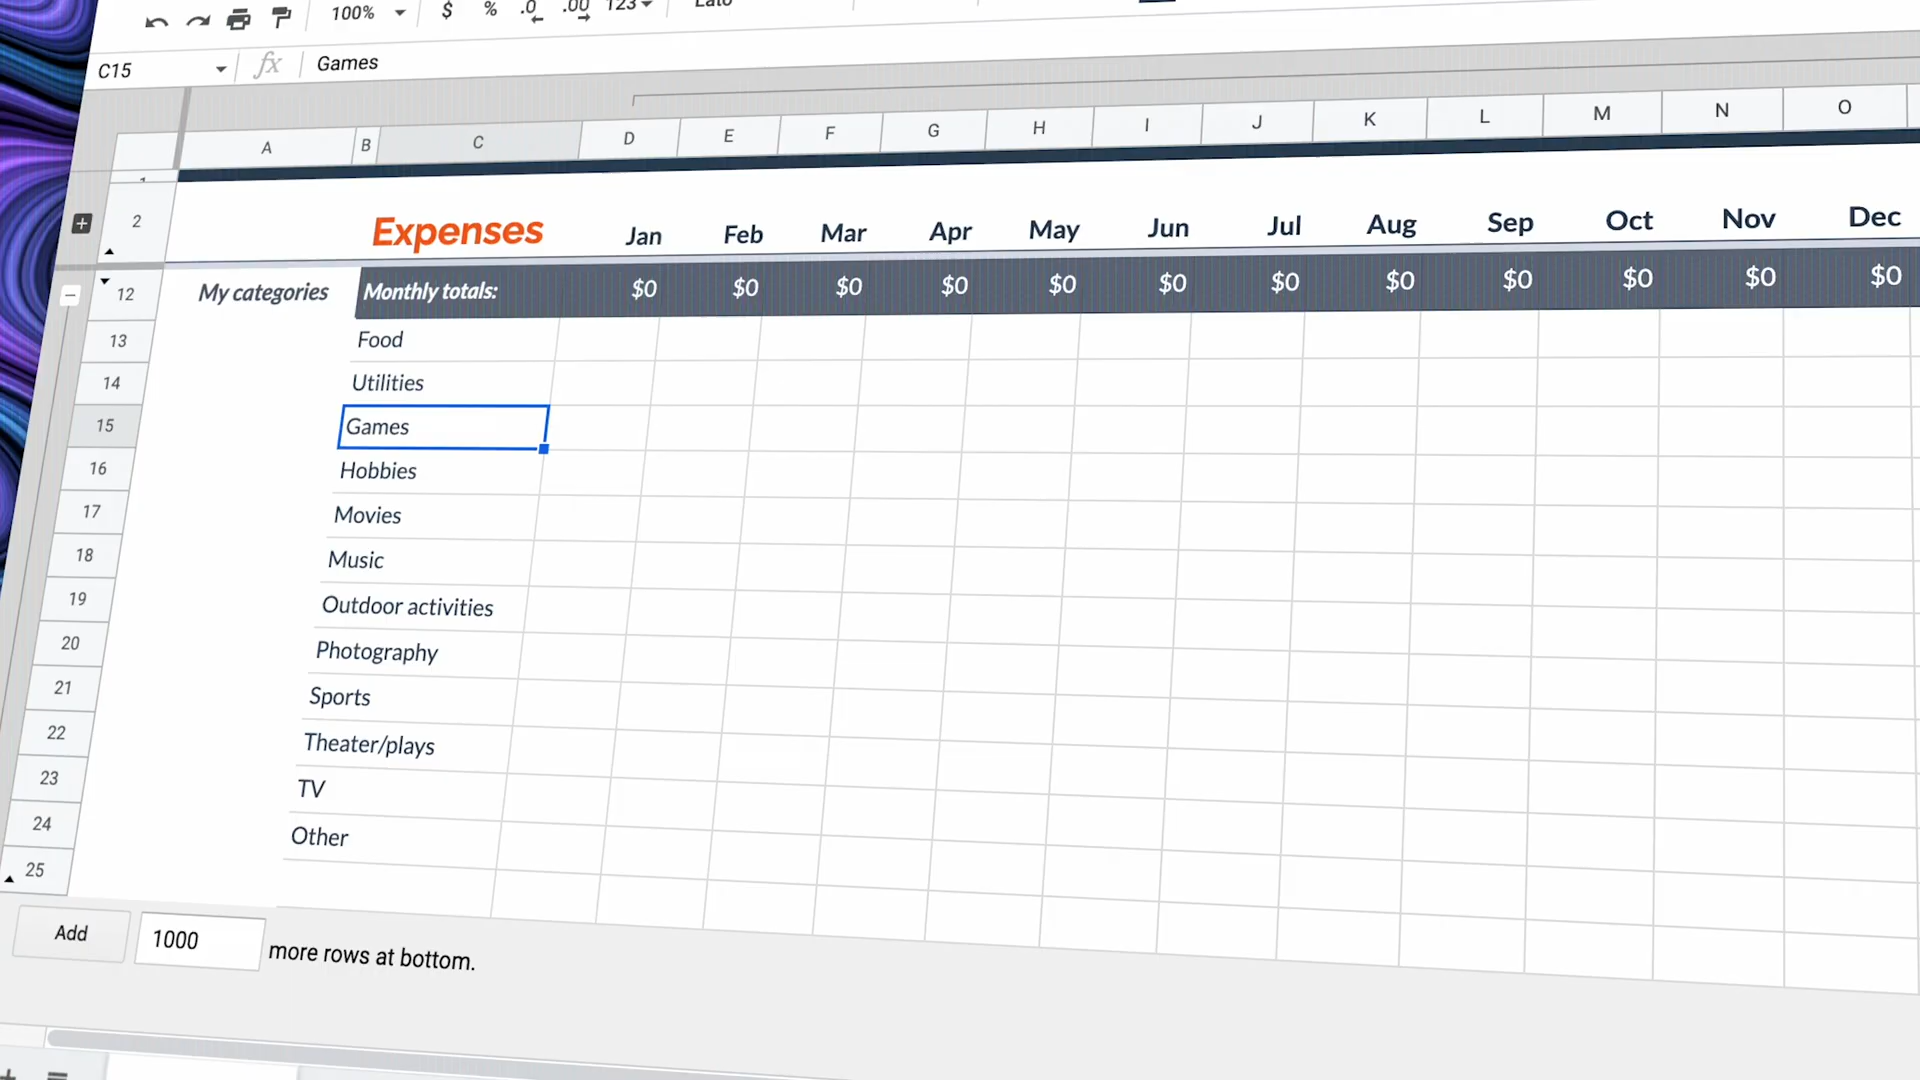 100% $ % .0 .00 123
C15 fx Games
A B C D E F G H I J K L M N O
2 Expenses Jan Feb Mar Apr May Jun Jul Aug Sep Oct Nov Dec
12 My categories Monthly totals: $0 $0 $0 $0 $0 $0 $0 $0 $0 $0 $0 $0
13 Food
14 Utilities
15 Games
16 Hobbies
17 Movies
18 Music
19 Outdoor activities
20 Photography
21 Sports
22 Theater/plays
23 TV
24 Other
25
Add 1000 more rows at bottom.